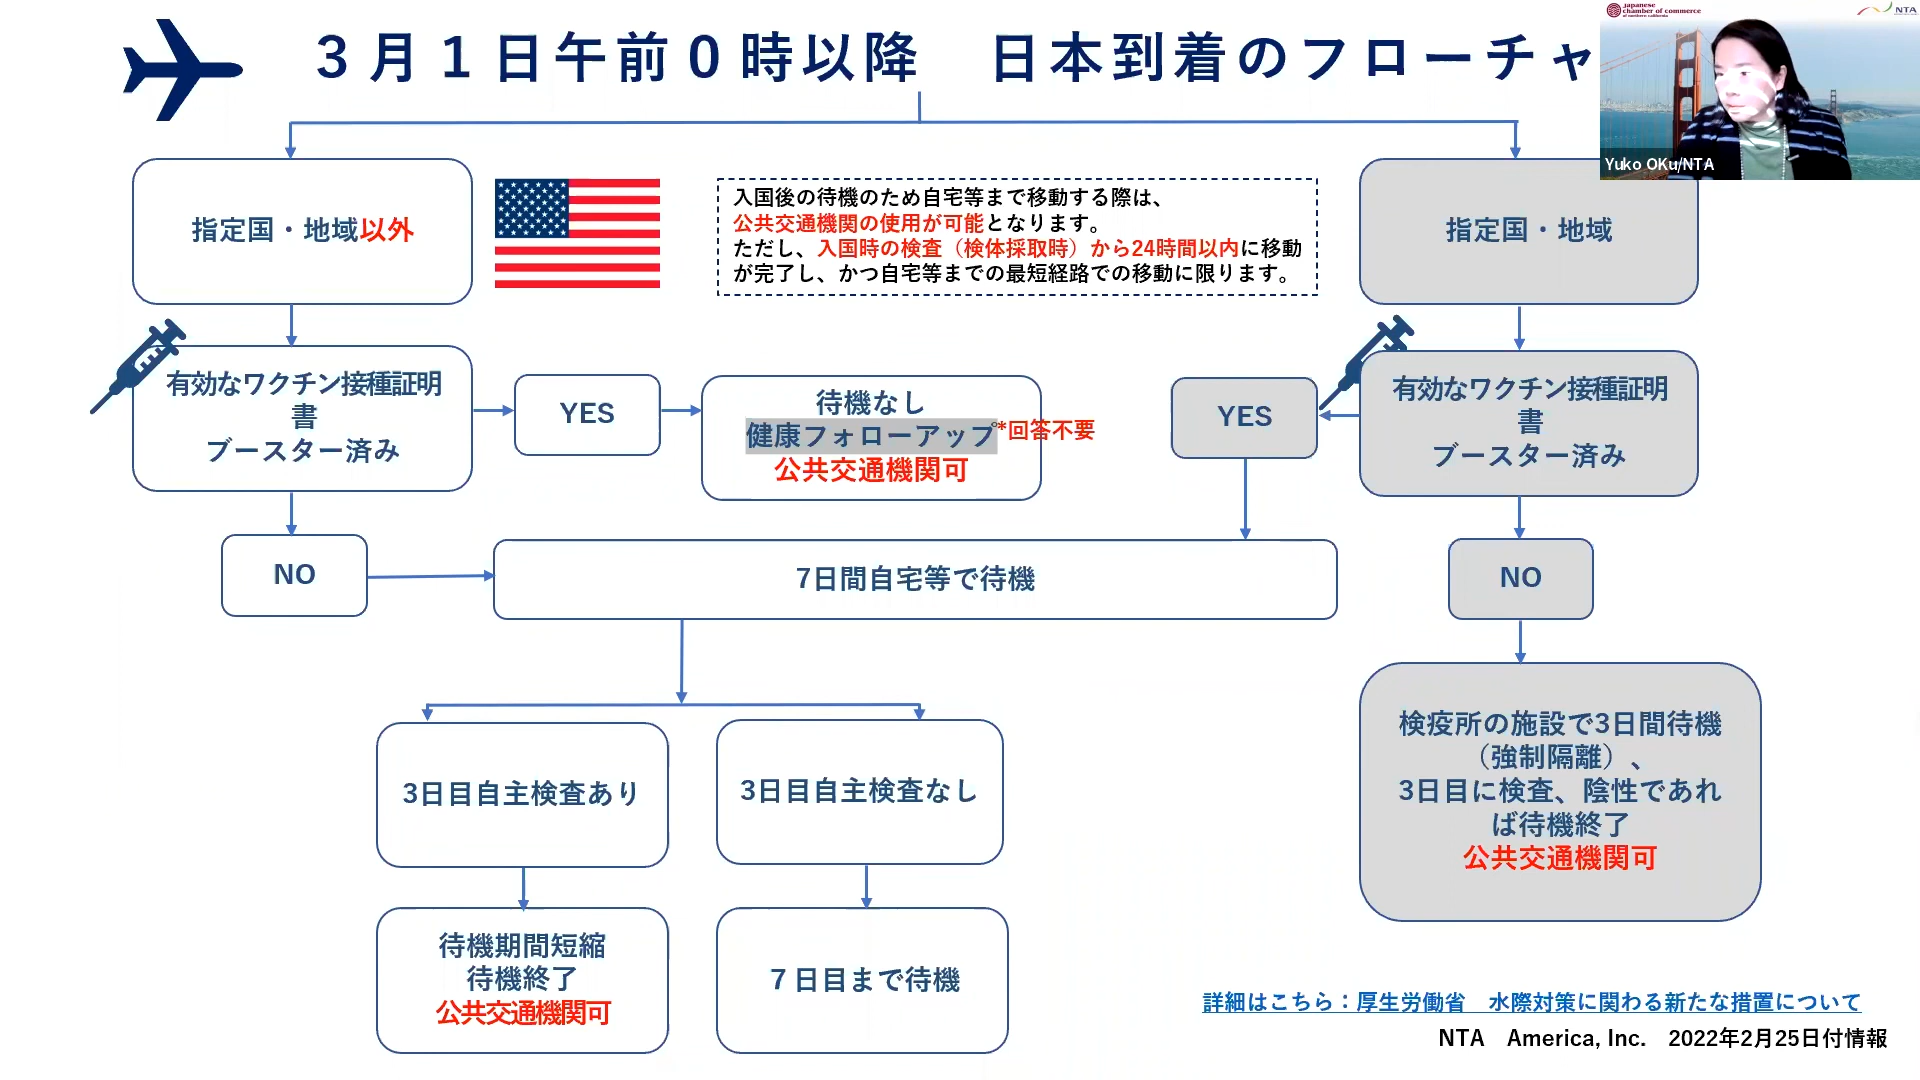 ３月１日午前０時以降　日本到着のフローチャ
japanese
chamber of commerce
of northern california
NTA
Yuko OKu/NTA
指定国・地域以外
入国後の待機のため自宅等まで移動する際は、
公共交通機関の使用が可能となります。
ただし、入国時の検査（検体採取時）から24時間以内に移動
が完了し、かつ自宅等までの最短経路での移動に限ります。
指定国・地域
有効なワクチン接種証明
書
ブースター済み
YES
待機なし
健康フォローアップ*回答不要
公共交通機関可
YES
有効なワクチン接種証明
書
ブースター済み
NO
7日間自宅等で待機
NO
3日目自主検査あり
3日目自主検査なし
検疫所の施設で3日間待機
（強制隔離）、
3日目に検査、陰性であれ
ば待機終了
公共交通機関可
待機期間短縮
待機終了
公共交通機関可
７日目まで待機
詳細はこちら：厚生労働省　水際対策に関わる新たな措置について
NTA　America, Inc.　2022年2月25日付情報